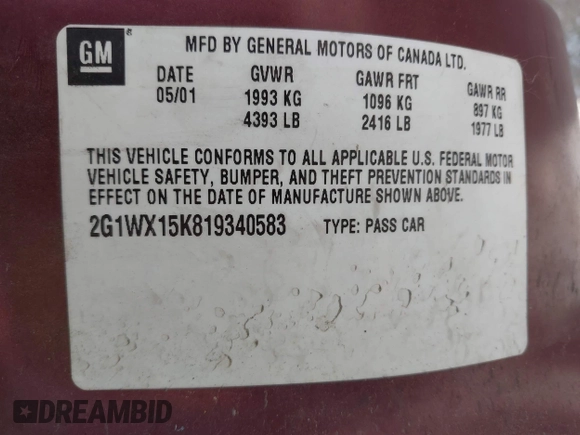 GM
MFD BY GENERAL MOTORS OF CANADA LTD.
DATE GVWR GAWR FRT GAWR RR
05/01 1993 KG 1096 KG 897 KG
4393 LB 2416 LB 1977 LB
THIS VEHICLE CONFORMS TO ALL APPLICABLE U.S. FEDERAL MOTOR
VEHICLE SAFETY, BUMPER, AND THEFT PREVENTION STANDARDS IN
EFFECT ON THE DATE OF MANUFACTURE SHOWN ABOVE.
2G1WX15K819340583 TYPE: PASS CAR
DREAMBID